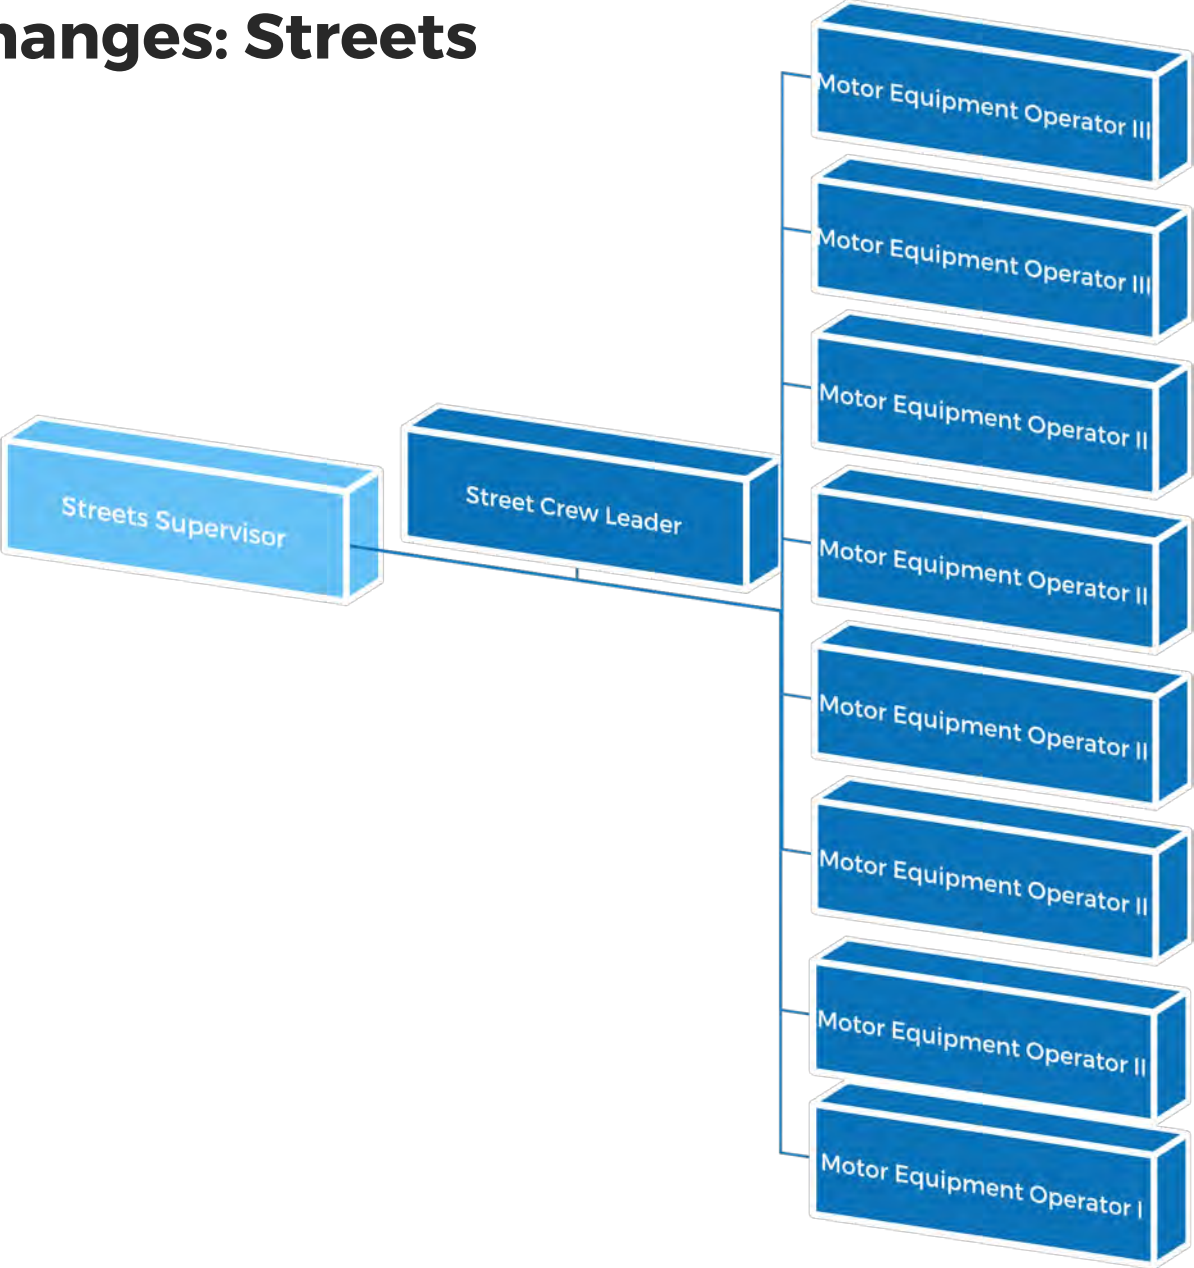 hanges: Streets
Motor Equipment Operator III
Motor Equipment Operator III
Motor Equipment Operator II
Streets Supervisor
Street Crew Leader
Motor Equipment Operator II
Motor Equipment Operator II
Motor Equipment Operator II
Motor Equipment Operator II
Motor Equipment Operator I